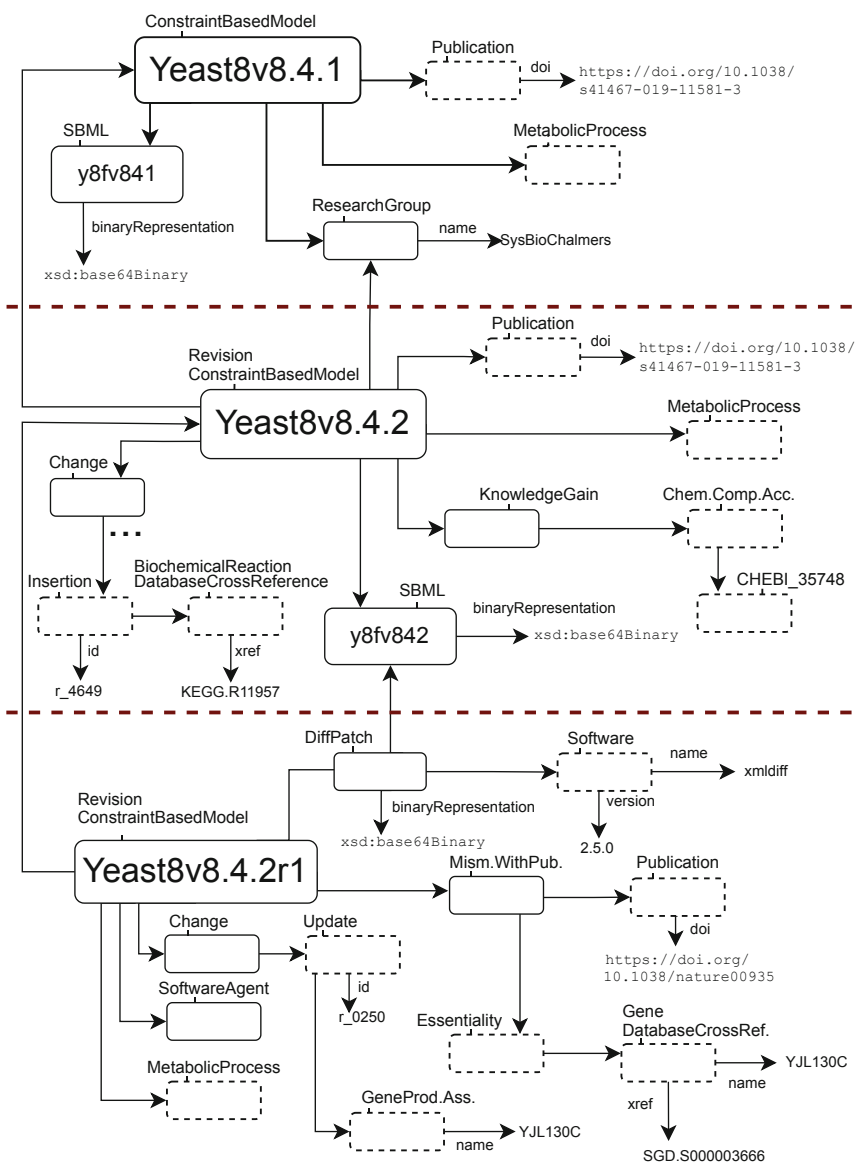 ConstraintBasedModel
Yeast8v8.4.1
Publication
doi
https://doi.org/10.1038/
s41467-019-11581-3
SBML
y8fv841
MetabolicProcess
binaryRepresentation
xsd:base64Binary
ResearchGroup
name
SysBioChalmers
Publication
doi
https://doi.org/10.1038/
s41467-019-11581-3
Revision
ConstraintBasedModel
Yeast8v8.4.2
MetabolicProcess
Change
...
KnowledgeGain
Chem.Comp.Acc.
CHEBI_35748
Insertion
BiochemicalReaction
DatabaseCrossReference
id
r_4649
xref
KEGG.R11957
SBML
y8fv842
binaryRepresentation
xsd:base64Binary
DiffPatch
binaryRepresentation
xsd:base64Binary
Software
name
xmldiff
version
2.5.0
Revision
ConstraintBasedModel
Yeast8v8.4.2r1
Mism.WithPub.
Publication
doi
https://doi.org/
10.1038/nature00935
Change
Update
id
r_0250
SoftwareAgent
MetabolicProcess
GeneProd.Ass.
name
YJL130C
Essentiality
Gene
DatabaseCrossRef.
name
YJL130C
xref
SGD.S000003666